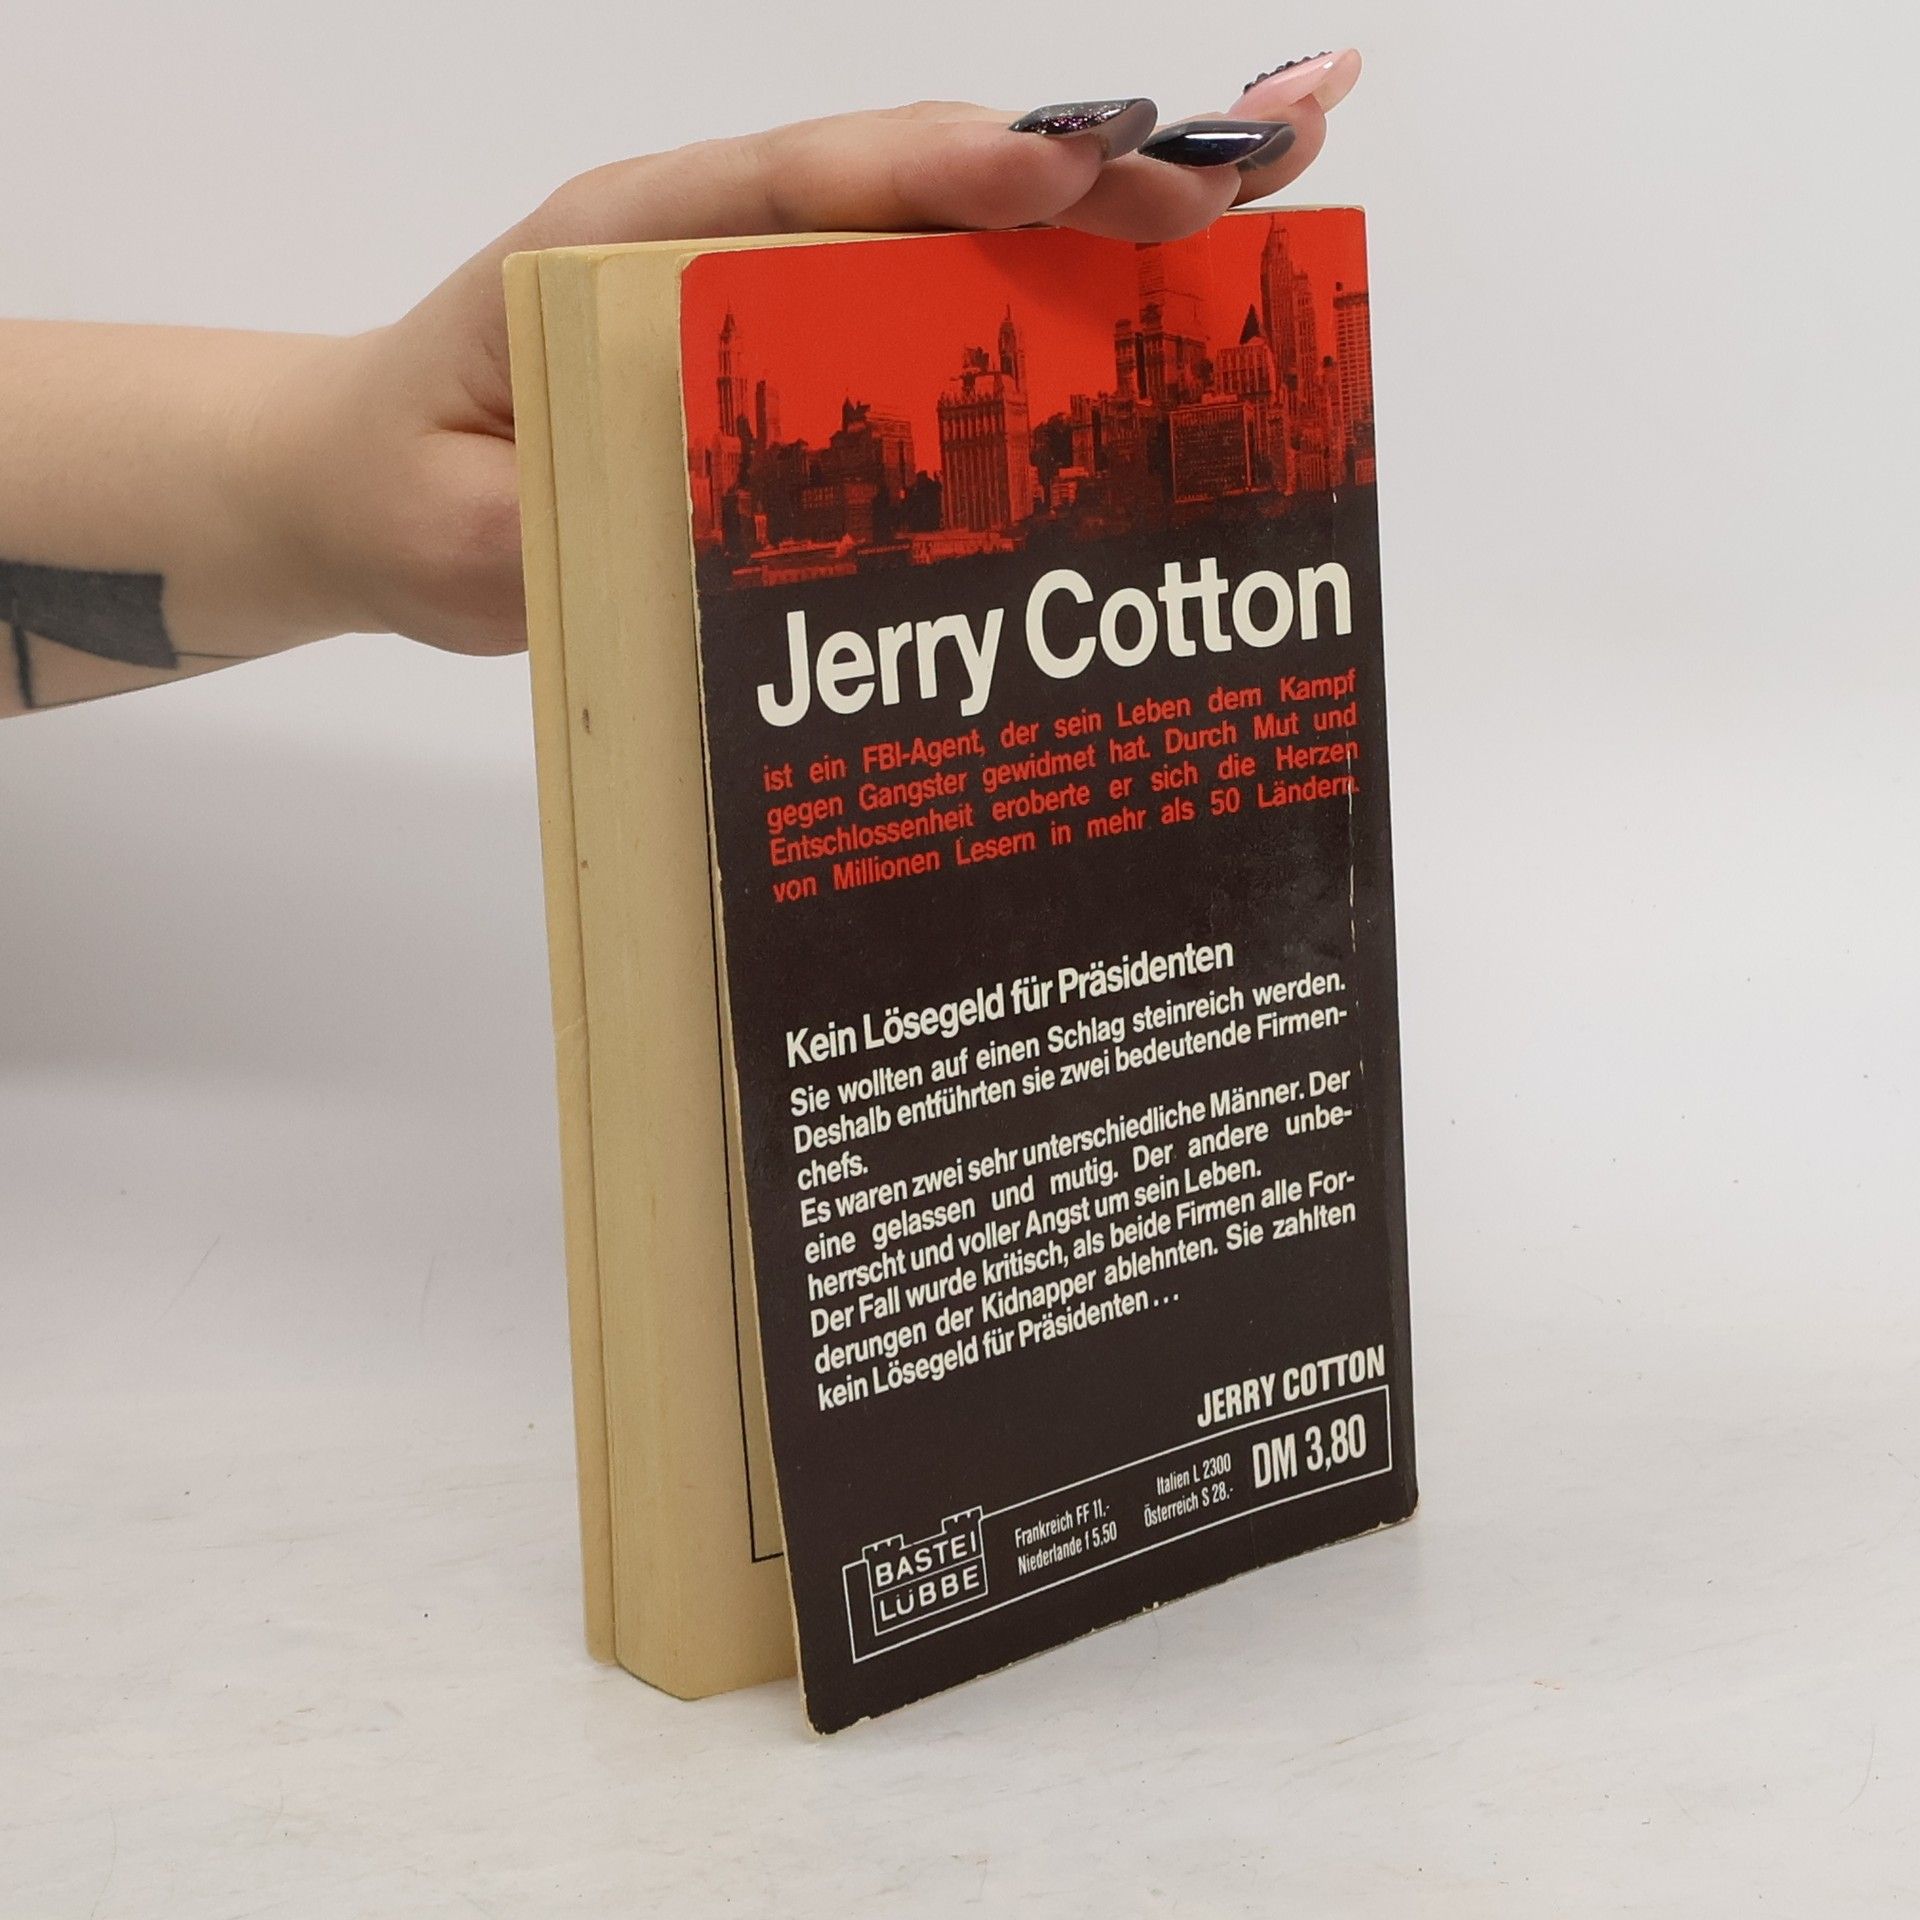 Jerry Cotton
ist ein FBI-Agent, der sein Leben dem Kampf
gegen Gangster gewidmet hat. Durch Mut und
Entschlossenheit eroberte er sich die Herzen
von Millionen Lesern in mehr als 50 Ländern.
Kein Lösegeld für Präsidenten
Sie wollten auf einen Schlag steinreich werden.
Deshalb entführten sie zwei bedeutende Firmen-
chefs.
Es waren zwei sehr unterschiedliche Männer. Der
eine gelassen und mutig. Der andere unbe-
herrscht und voller Angst um sein Leben.
Der Fall wurde kritisch, als beide Firmen alle For-
derungen der Kidnapper ablehnten. Sie zahlten
kein Lösegeld für Präsidenten ...
JERRY COTTON
BASTEI
LÜBBE
Frankreich FF 11,-
Niederlande f 5,50
Italien L 2300
Österreich S 28.-
DM 3,80